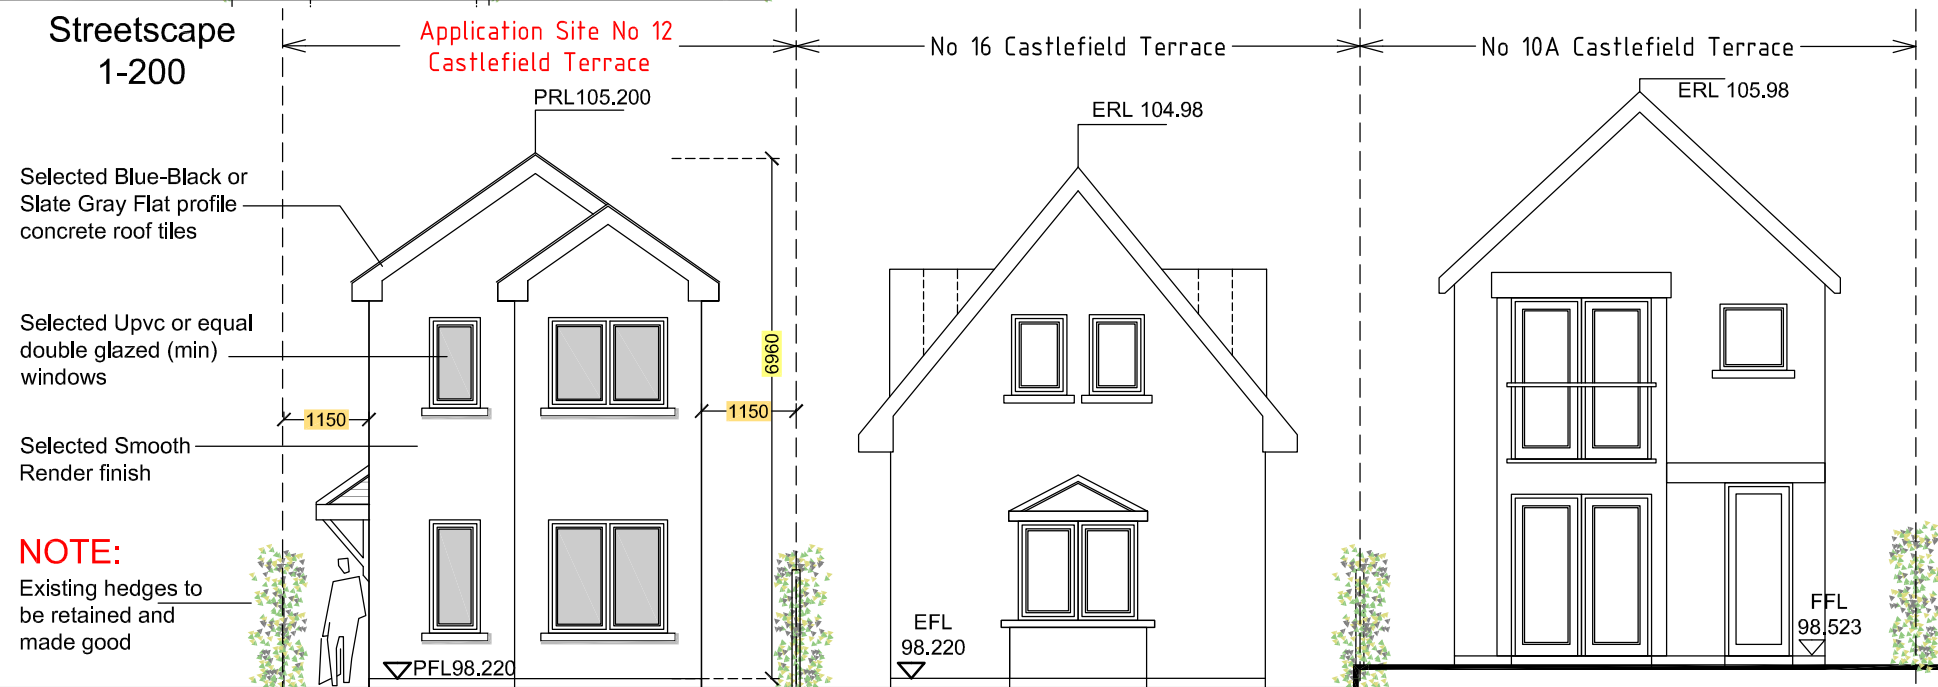 Streetscape
1-200
Application Site No 12
Castlefield Terrace
No 16 Castlefield Terrace
No 10A Castlefield Terrace
PRL105.200
ERL 104.98
ERL 105.98
Selected Blue-Black or
Slate Gray Flat profile
concrete roof tiles
Selected Upvc or equal
double glazed (min)
windows
6960
1150
1150
Selected Smooth
Render finish
NOTE:
Existing hedges to
be retained and
made good
PFL98.220
EFL
98.220
FFL
98.523